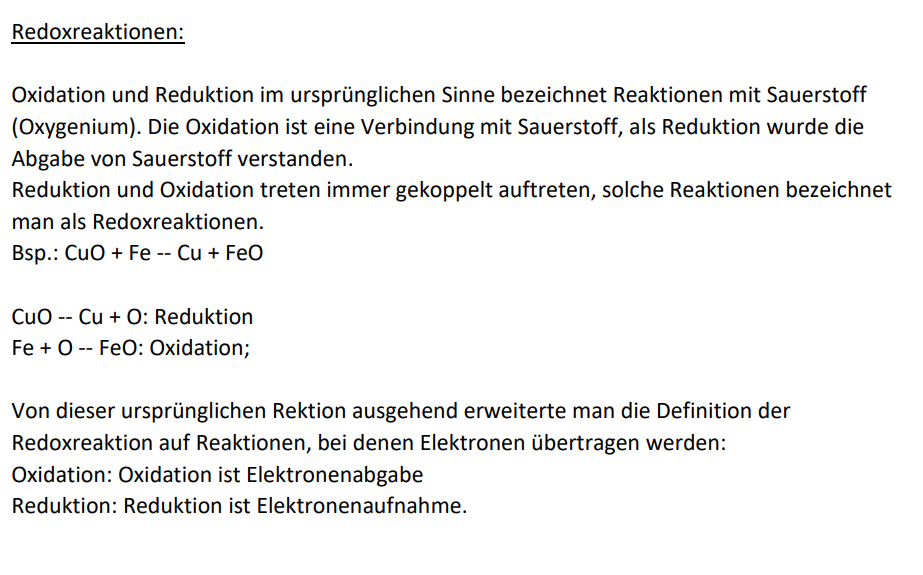 Redoxreaktionen:
Oxidation und Reduktion im ursprünglichen Sinne bezeichnet Reaktionen mit Sauerstoff
(Oxygenium). Die Oxidation ist eine Verbindung mit Sauerstoff, als Reduktion wurde die
Abgabe von Sauerstoff verstanden.
Reduktion und Oxidation treten immer gekoppelt auftreten, solche Reaktionen bezeichnet
man als Redoxreaktionen.
Bsp.: CuO + Fe -- Cu + FeO
CuO -- Cu + O: Reduktion
Fe + O -- FeO: Oxidation;
Von dieser ursprünglichen Rektion ausgehend erweiterte man die Definition der
Redoxreaktion auf Reaktionen, bei denen Elektronen übertragen werden:
Oxidation: Oxidation ist Elektronenabgabe
Reduktion: Reduktion ist Elektronenaufnahme.